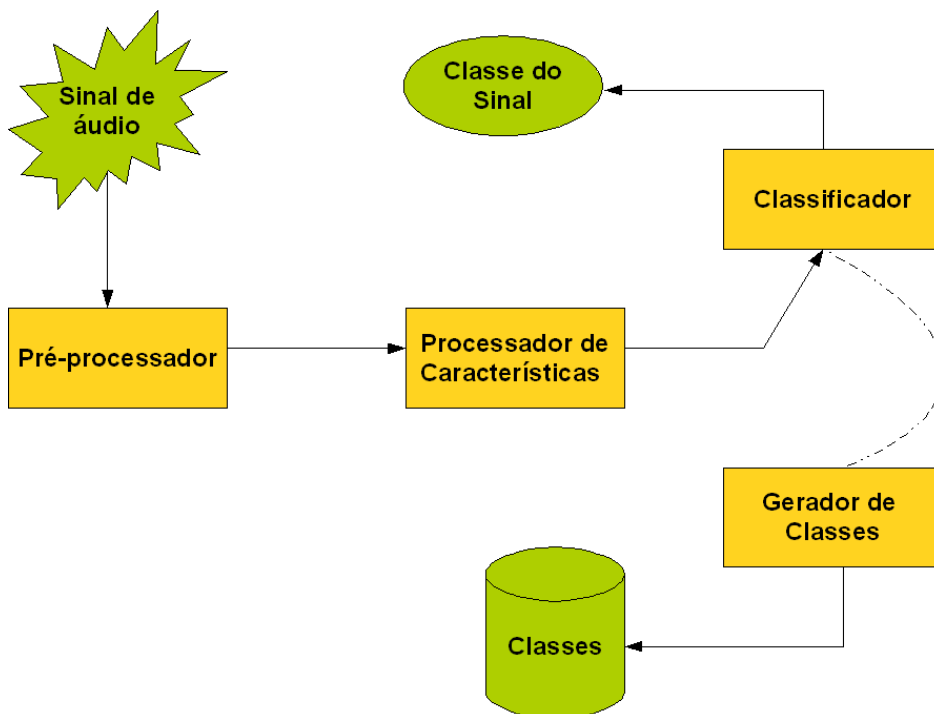 Sinal de
áudio
Classe do
Sinal
Classificador
Pré-processador
Processador de
Características
Gerador de
Classes
Classes